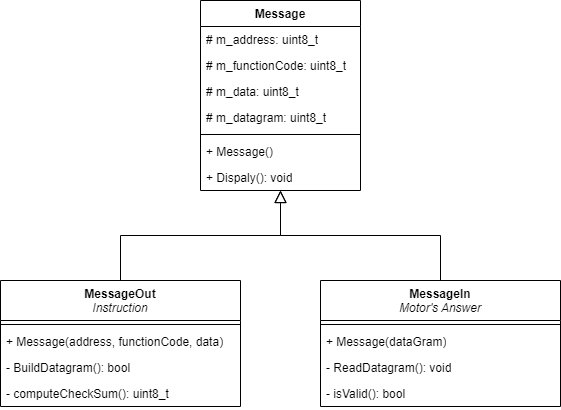 Message
# m_address: uint8_t
# m_functionCode: uint8_t
# m_data: uint8_t
# m_datagram: uint8_t
+ Message()
+ Dispaly(): void
MessageOut
Instruction
+ Message(address, functionCode, data)
- BuildDatagram(): bool
- computeCheckSum(): uint8_t
MessageIn
Motor's Answer
+ Message(dataGram)
- ReadDatagram(): void
- isValid(): bool